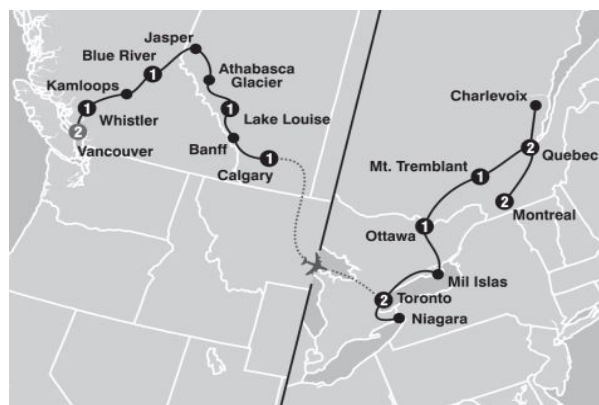 Jasper
Blue River
1
Kamloops
Athabasca
Glacier
1
Whistler
1
Lake Louise
2
Vancouver
Banff
Calgary
1
Charlevoix
2
Quebec
Mt. Tremblant
1
2
Montreal
Ottawa
1
Mil Islas
2
Toronto
Niagara